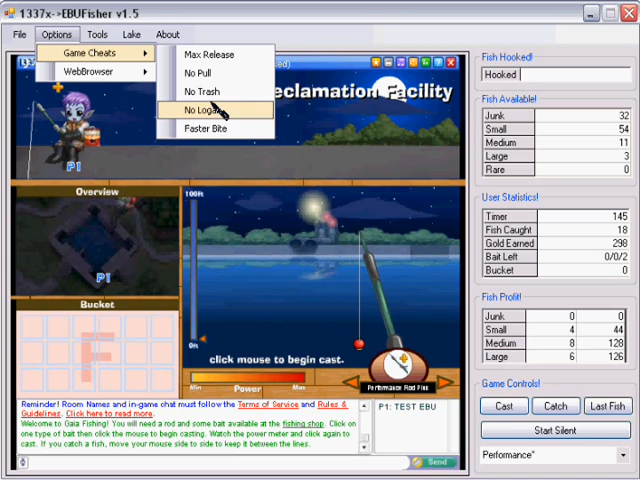 1337x->EBUFisher v1.5
File Options Tools Lake About
Game Cheats
WebBrowser
Max Release
No Pull
No Trash
Faster Bite
eclamation Facility
P1
Overview
P1
Bucket
100ft
0ft
click mouse to begin cast.
Min Power Max
Performance Rod Plus
Reminder! Room Names and in-game chat must follow the Terms of Service and Rules &
Guidelines. Click here to read more.
Welcome to Gaia Fishing! You will need a rod and some bait available at the fishing shop. Click on
one type of bait then click the mouse to begin casting. Watch the power meter and click again to
cast. If you catch a fish, move your mouse side to side to keep it between the lines.
P1: TEST EBU
Send
Fish Hooked!
Hooked
Fish Available!
Junk 32
Small 54
Medium 11
Large 3
Rare 0
User Statistics!
Timer 145
Fish Caught 18
Gold Earned 298
Bait Left 0/0/2
Bucket 0
Fish Profit!
Junk 0 0
Small 4 44
Medium 8 128
Large 6 126
Game Controls!
Cast Catch Last Fish
Start Silent
Performance*